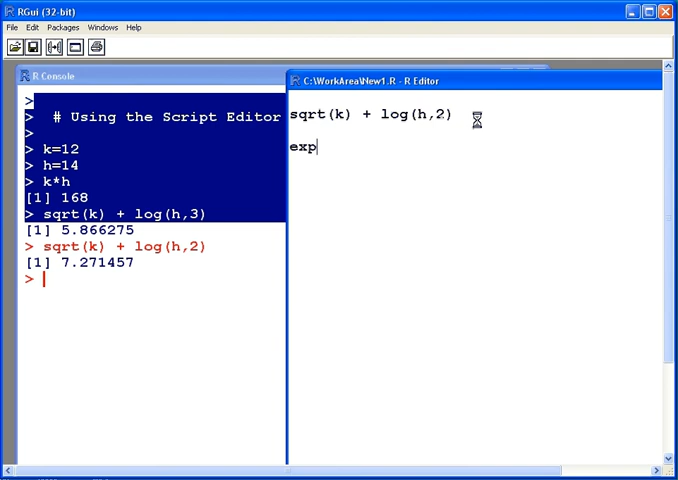 RGui (32-bit)
File Edit Packages Windows Help
R Console
>
> # Using the Script Editor
>
> k=12
> h=14
> k*h
[1] 168
> sqrt(k) + log(h,3)
[1] 5.866275
> sqrt(k) + log(h,2)
[1] 7.271457
>
C:\WorkArea\New1.R - R Editor
sqrt(k) + log(h,2)
exp